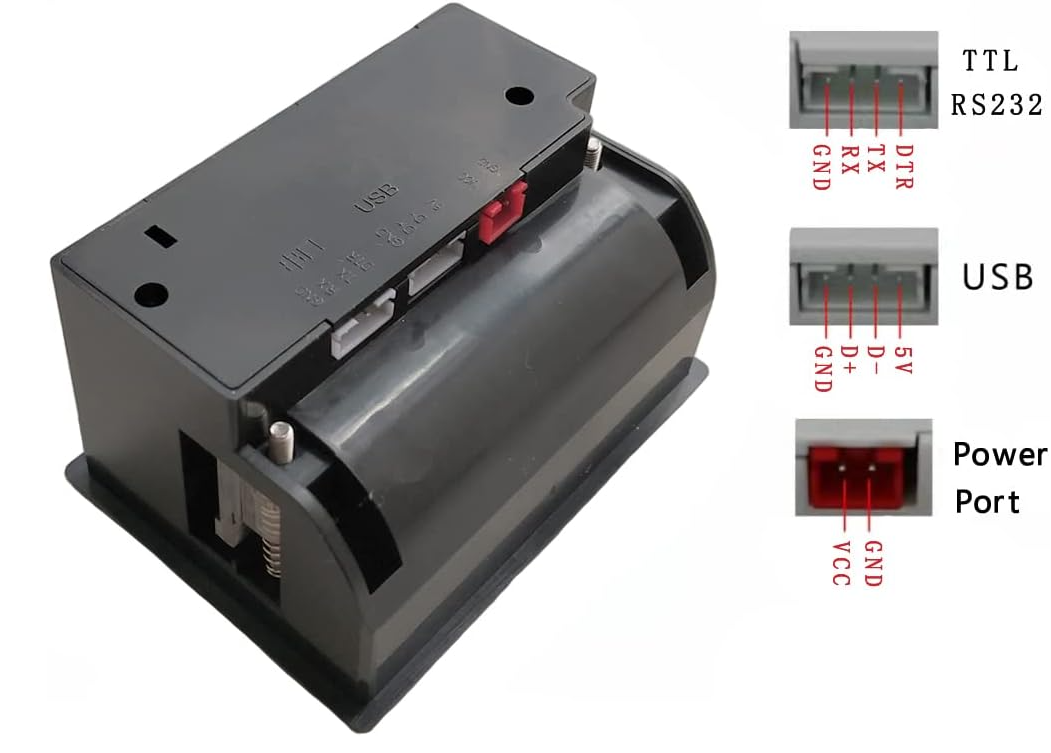 USB
TTL
RS232
GND
RX
TX
DTR
USB
GND
D+
D-
5V
Power
Port
VCC
GND